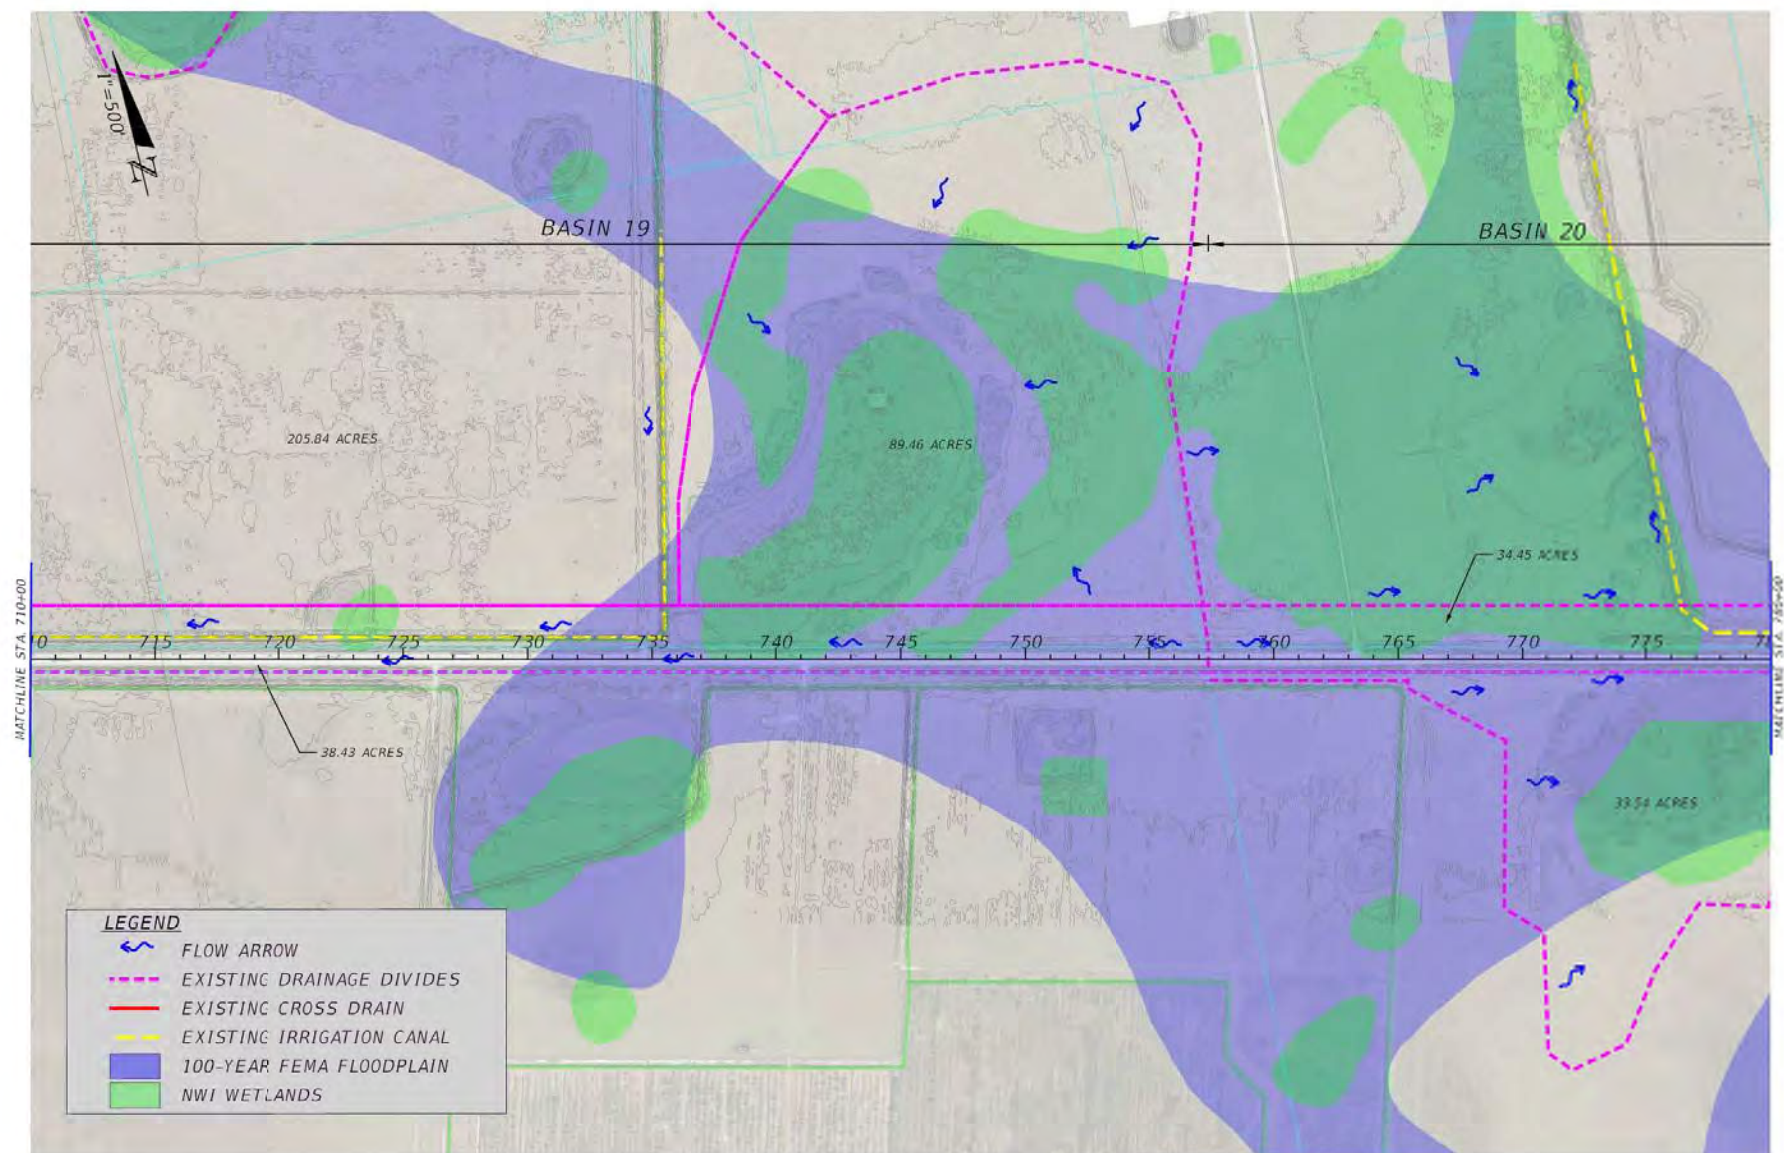 1"=500'
N
BASIN 19
BASIN 20
205.84 ACRES
89.46 ACRES
34.45 ACRES
MATCHLINE STA. 710+00
715 720 725 730 735 740 745 750 755 760 765 770 775
38.43 ACRES
33.54 ACRES
LEGEND
FLOW ARROW
EXISTING DRAINAGE DIVIDES
EXISTING CROSS DRAIN
EXISTING IRRIGATION CANAL
100-YEAR FEMA FLOODPLAIN
NWI WETLANDS